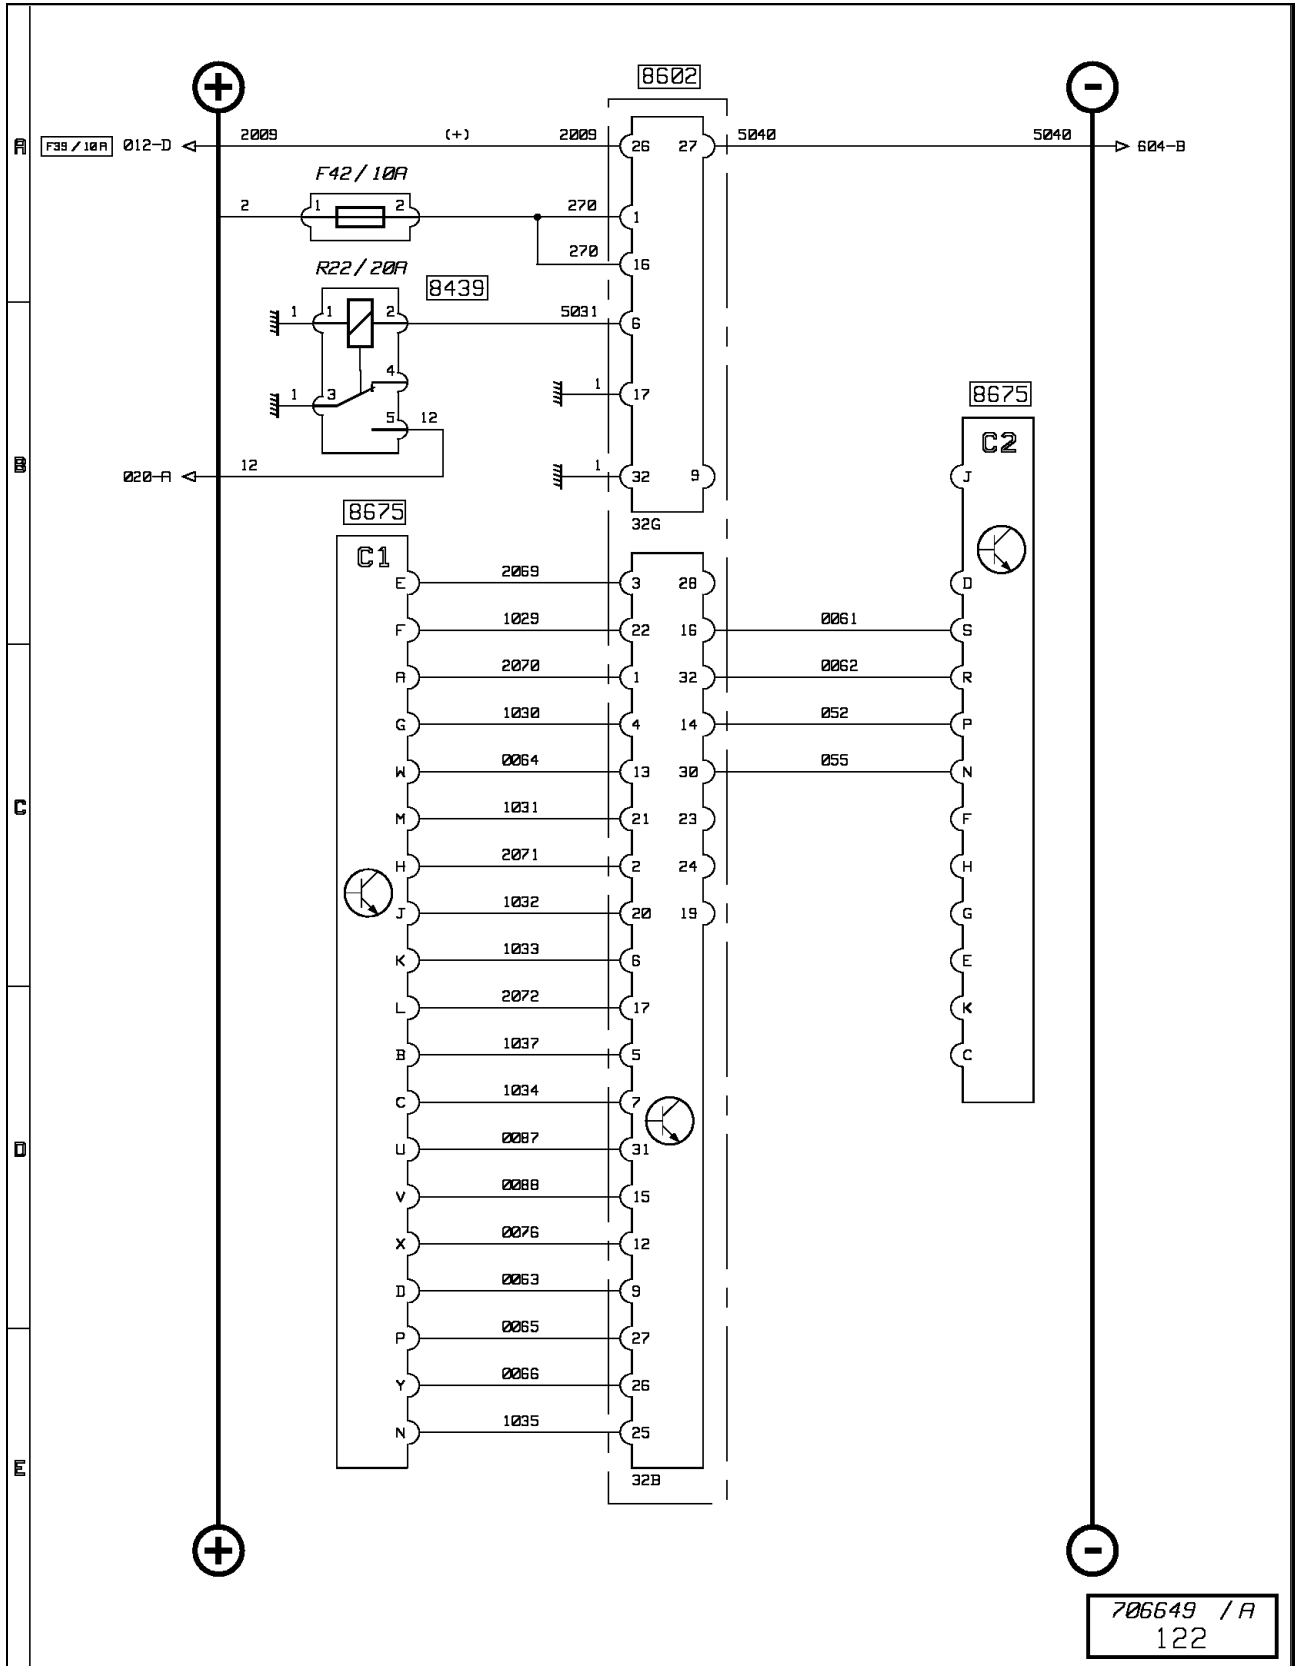 8602
A F39/10A 012-D 2009 (+) 2009 26 27 5040 5040 604-B
F42/10A
2 1 2 270 1
270 16
R22/20A 8439
1 1 2 5031 6
4
1 3 1 17 8675
5 12 C2
B 020-A 12 1 32 9 J
8675 32G
C1
E 2069 3 28 D
F 1029 22 16 0061 S
A 2070 1 32 0062 R
G 1030 4 14 052 P
W 0064 13 30 055 N
C M 1031 21 23 F
H 2071 2 24 H
J 1032 20 19 G
K 1033 6 E
L 2072 17 K
B 1037 5 C
C 1034 7
D U 0087 31
V 0088 15
X 0076 12
D 0063 9
P 0065 27
Y 0066 26
N 1035 25
E 32B
706649 / A
122